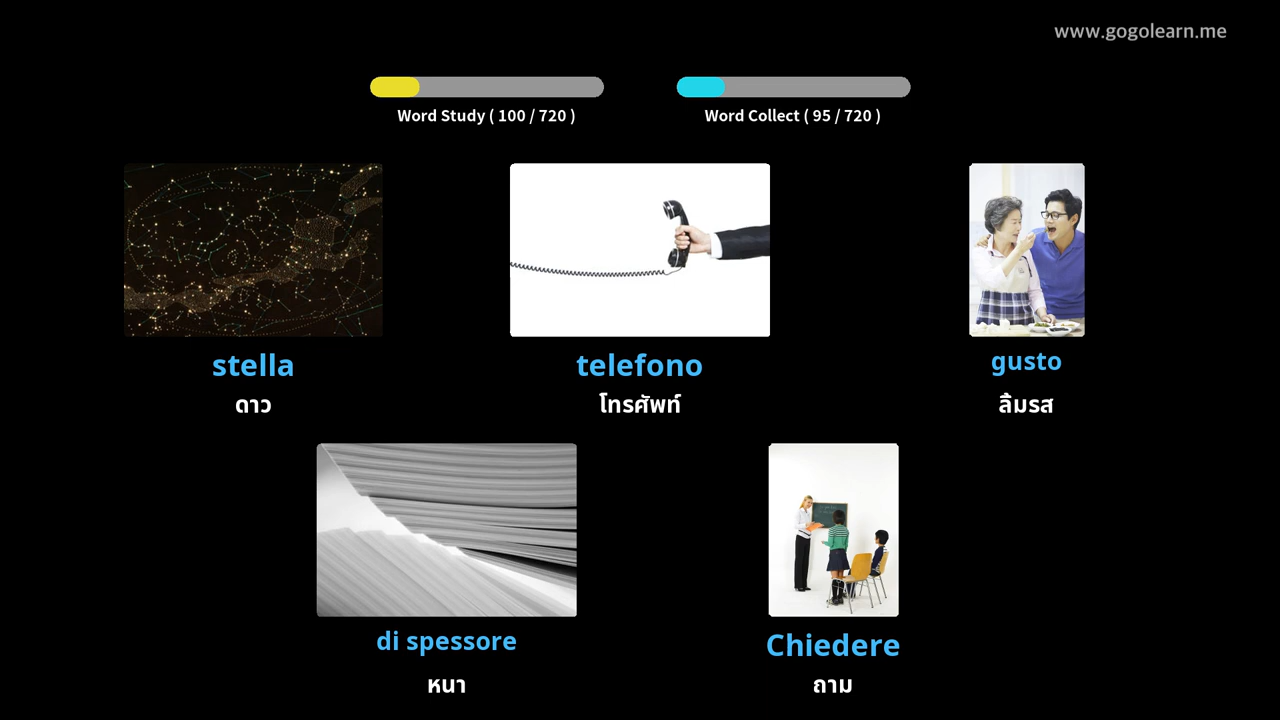 www.gogolearn.me
Word Study ( 100 / 720 )
Word Collect ( 95 / 720 )
stella
ดาว
telefono
โทรศัพท์
gusto
ลิ้มรส
di spessore
หนา
Chiedere
ถาม